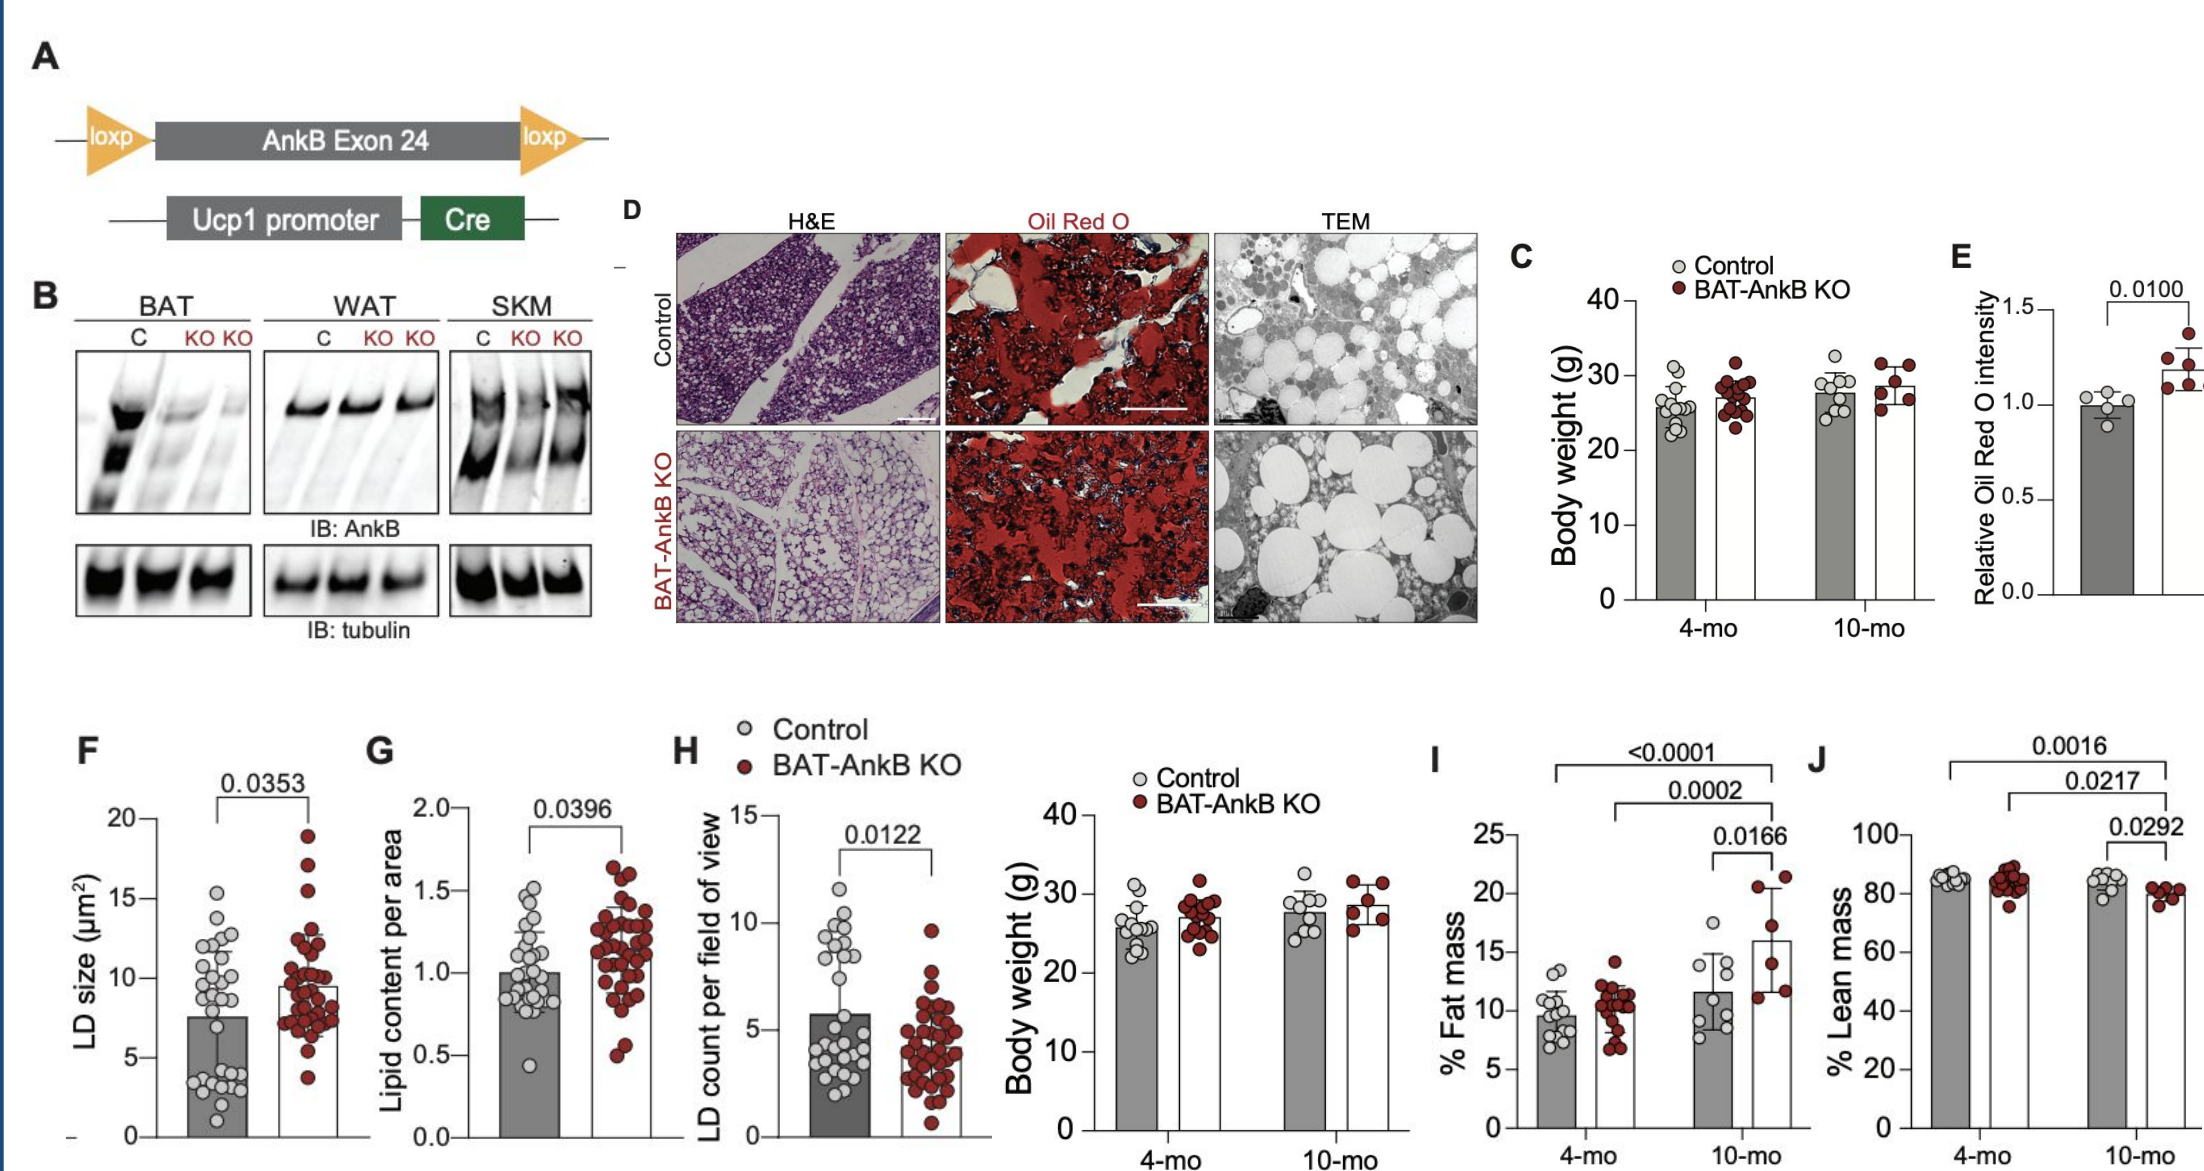 A
loxp AnkB Exon 24 loxp
Ucp1 promoter Cre
B
BAT WAT SKM
C KO KO C KO KO C KO KO
IB: AnkB
IB: tubulin
D
H&E Oil Red O TEM
Control
BAT-AnkB KO
C
Control
BAT-AnkB KO
Body weight (g)
40
30
20
10
0
4-mo 10-mo
E
0.0100
Relative Oil Red O intensity
1.5
1.0
0.5
0.0
Control
BAT-AnkB KO
F
0.0353
LD size (µm²)
20
15
10
5
0
G
0.0396
Lipid content per area
2.0
1.5
1.0
0.5
0.0
H
0.0122
LD count per field of view
15
10
5
0
Control
BAT-AnkB KO
Body weight (g)
40
30
20
10
0
4-mo 10-mo
I
<0.0001
0.0002
0.0166
% Fat mass
25
20
15
10
5
0
4-mo 10-mo
J
0.0016
0.0217
0.0292
% Lean mass
100
80
60
40
20
0
4-mo 10-mo